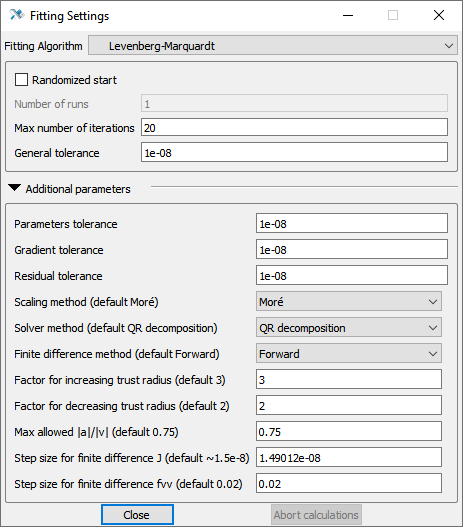 Fitting Settings
Fitting Algorithm Levenberg-Marquardt
Randomized start
Number of runs 1
Max number of iterations 20
General tolerance 1e-08
Additional parameters
Parameters tolerance 1e-08
Gradient tolerance 1e-08
Residual tolerance 1e-08
Scaling method (default Moré) Moré
Solver method (default QR decomposition) QR decomposition
Finite difference method (default Forward) Forward
Factor for increasing trust radius (default 3) 3
Factor for decreasing trust radius (default 2) 2
Max allowed |a|/|v| (default 0.75) 0.75
Step size for finite difference J (default ~1.5e-8) 1.49012e-08
Step size for finite difference fvv (default 0.02) 0.02
Close Abort calculations